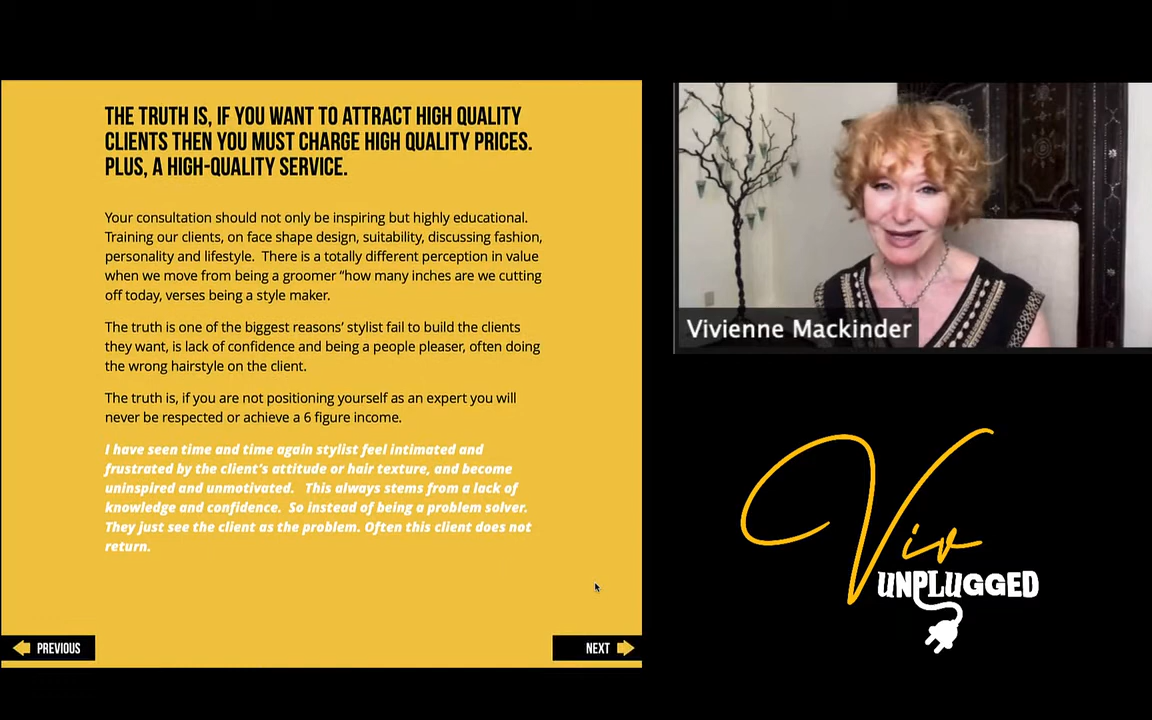 THE TRUTH IS, IF YOU WANT TO ATTRACT HIGH QUALITY
CLIENTS THEN YOU MUST CHARGE HIGH QUALITY PRICES.
PLUS, A HIGH-QUALITY SERVICE.
Your consultation should not only be inspiring but highly educational.
Training our clients, on face shape design, suitability, discussing fashion,
personality and lifestyle.  There is a totally different perception in value
when we move from being a groomer “how many inches are we cutting
off today, verses being a style maker.
The truth is one of the biggest reasons’ stylist fail to build the clients
they want, is lack of confidence and being a people pleaser, often doing
the wrong hairstyle on the client.
The truth is, if you are not positioning yourself as an expert you will
never be respected or achieve a 6 figure income.
I have seen time and time again stylist feel intimated and
frustrated by the client’s attitude or hair texture, and become
uninspired and unmotivated.   This always stems from a lack of
knowledge and confidence.  So instead of being a problem solver.
They just see the client as the problem. Often this client does not
return.
PREVIOUS
NEXT
Vivienne Mackinder
Viv
UNPLUGGED